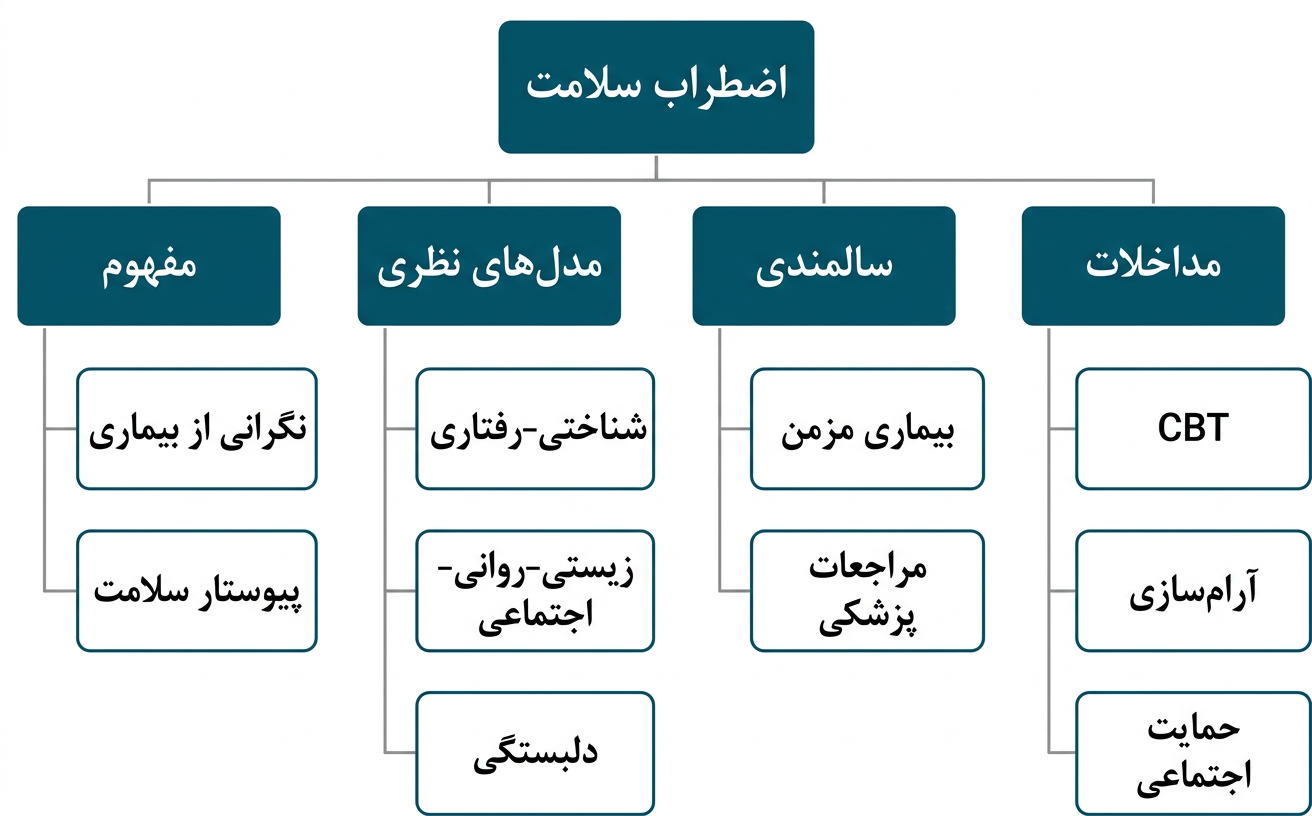 اضطراب سلامت
مفهوم
نگرانی از بیماری
پیوستار سلامت
مدل‌های نظری
شناختی-رفتاری
زیستی-روانی-
اجتماعی
دلبستگی
سالمندی
بیماری مزمن
مراجعات
پزشکی
مداخلات
CBT
آرام‌سازی
حمایت
اجتماعی